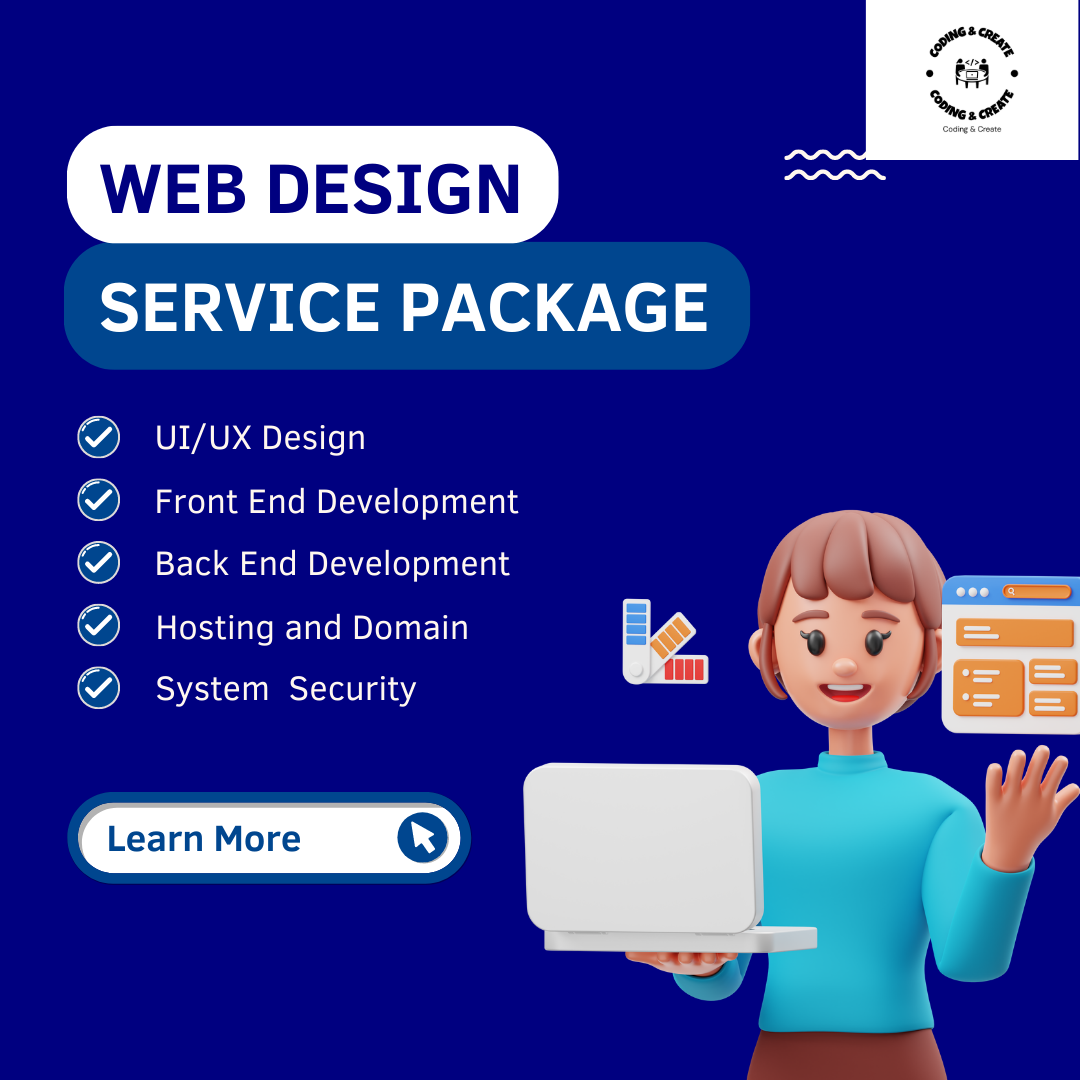 CODING & CREATE
CODING & CREATE
Coding & Create
WEB DESIGN
SERVICE PACKAGE
UI/UX Design
Front End Development
Back End Development
Hosting and Domain
System  Security
Learn More